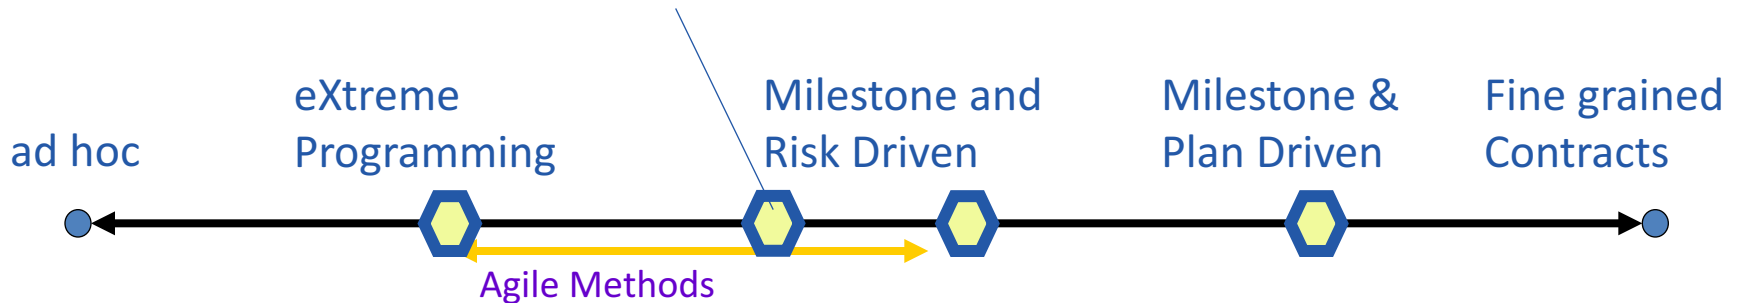 ad hoc
eXtreme
Programming
Milestone and
Risk Driven
Milestone &
Plan Driven
Fine grained
Contracts
Agile Methods